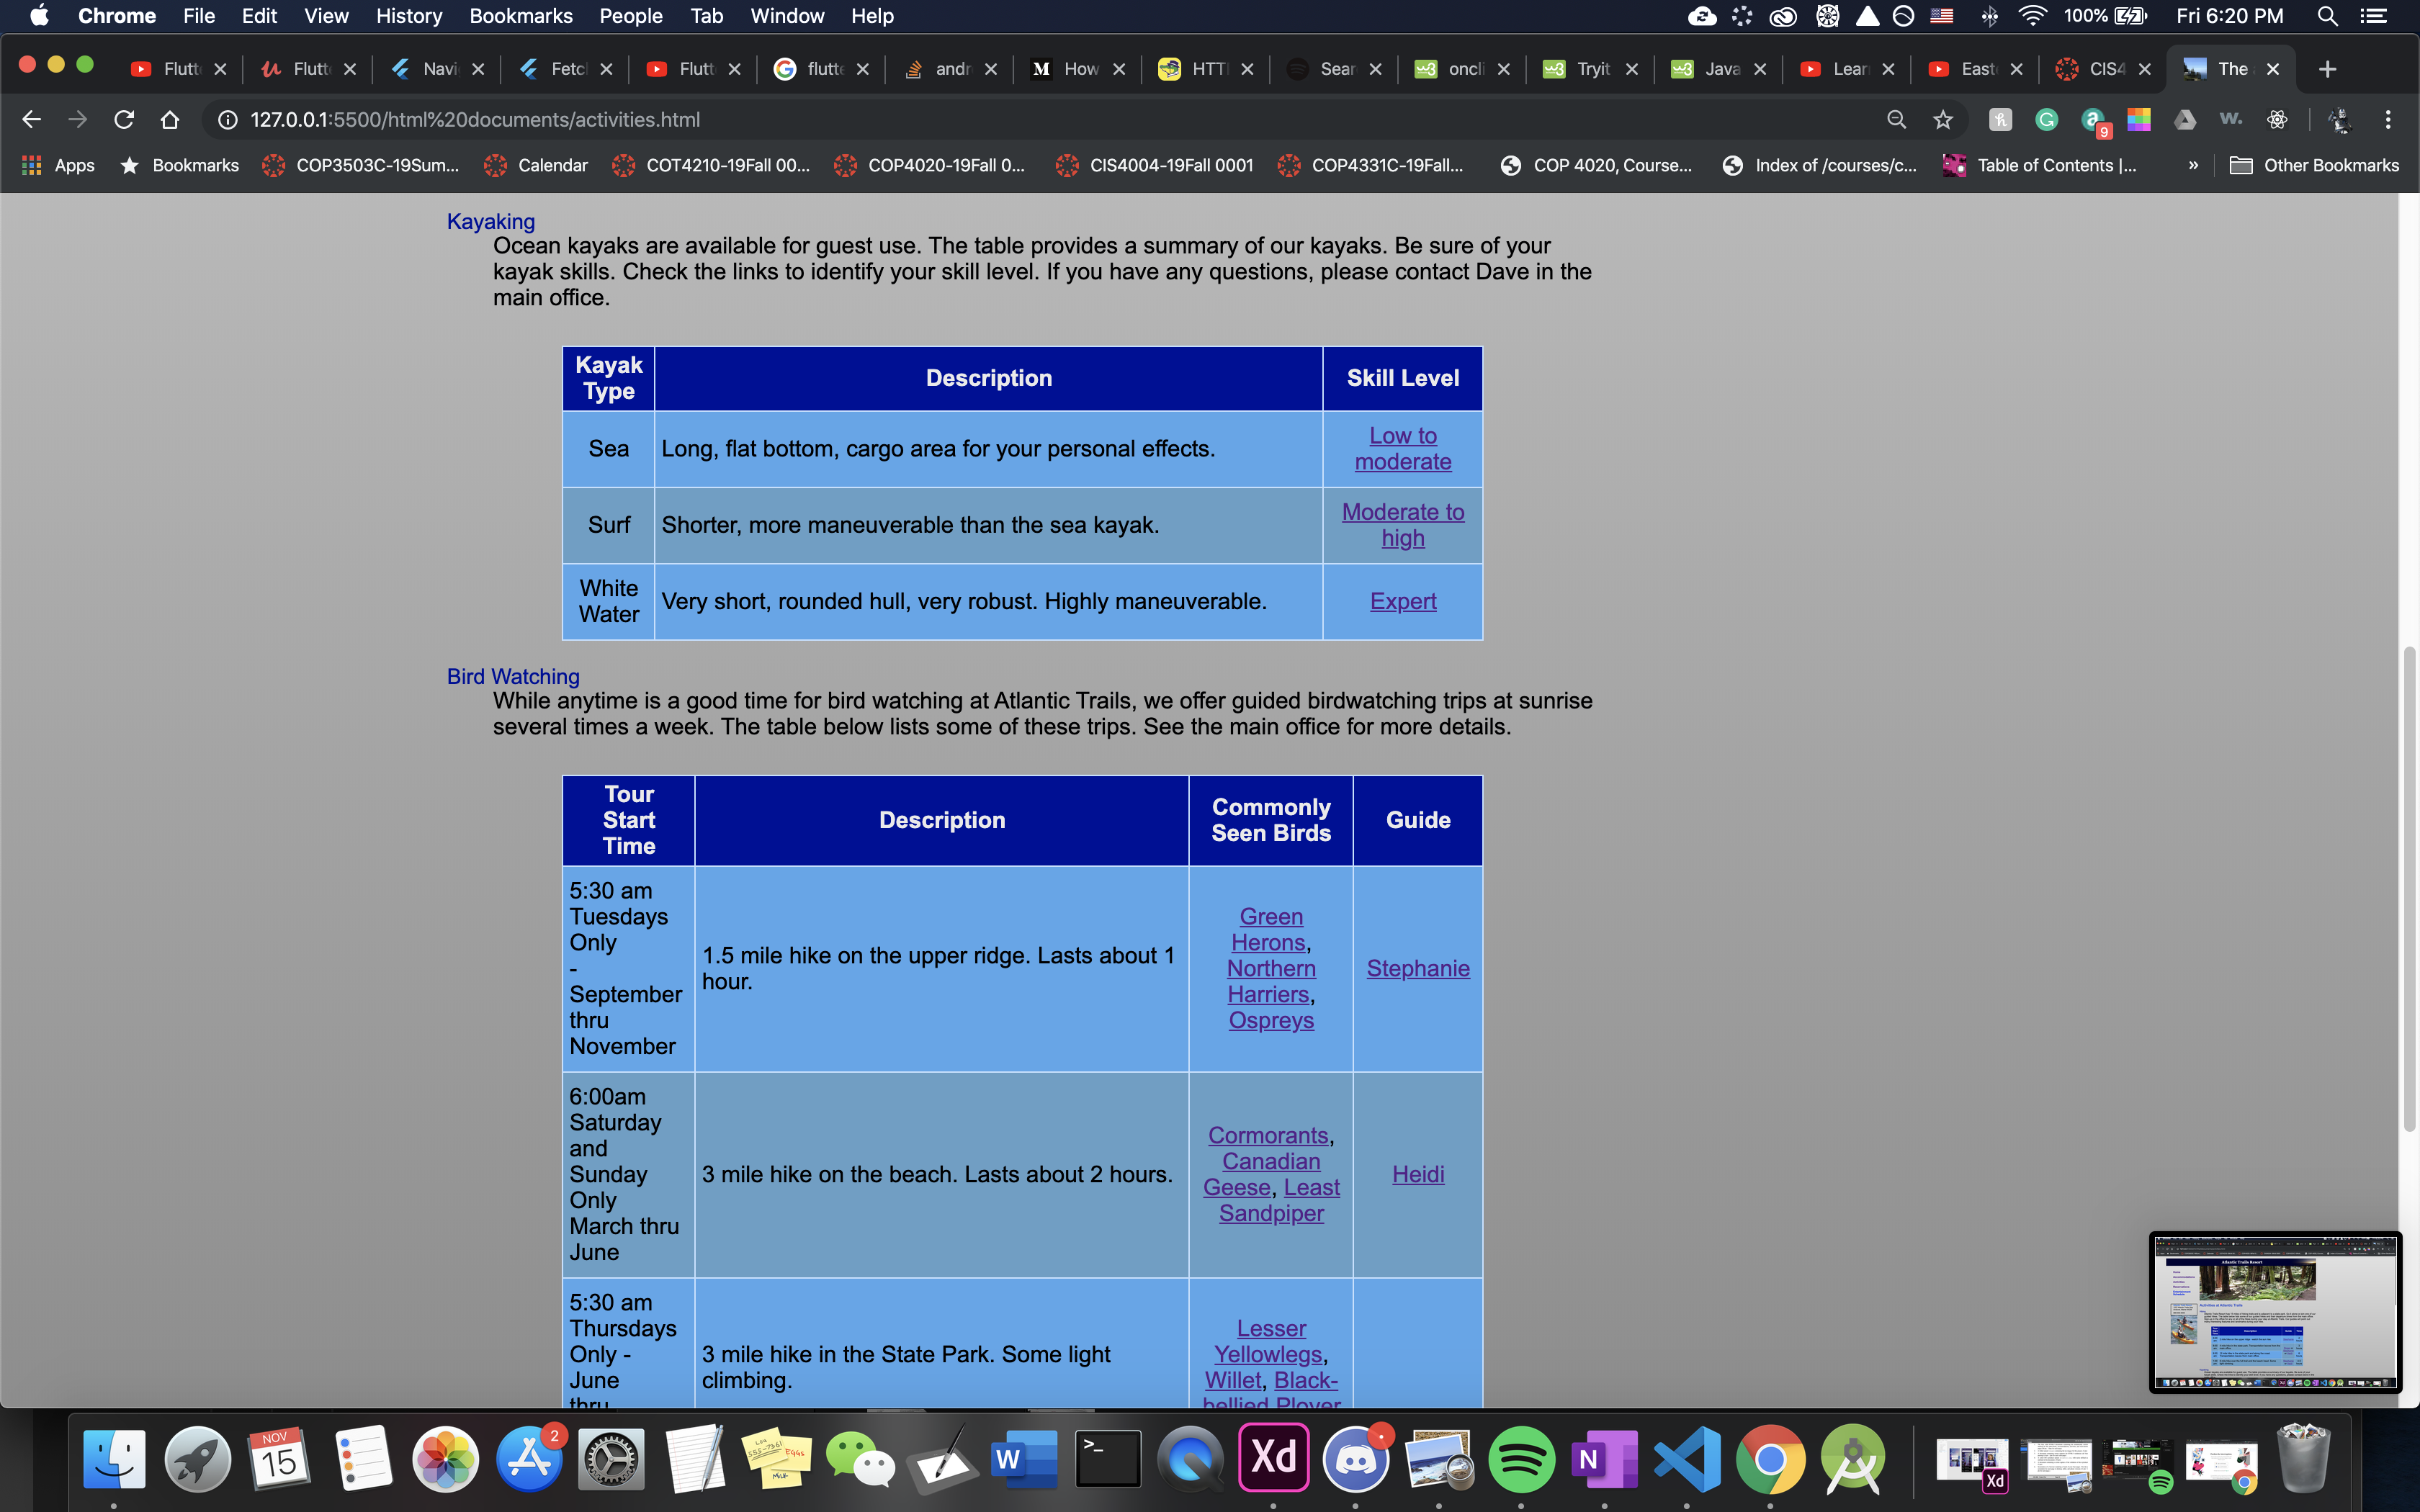 Chrome File Edit View History Bookmarks People Tab Window Help 100% Fri 6:20 PM
Flutt Flutt Navi Fetcl Flutt flutte andr How HTTI Sear oncli Tryit Java Lear East CIS4 The
127.0.0.1:5500/html%20documents/activities.html 9
Apps Bookmarks COP3503C-19Sum... Calendar COT4210-19Fall 00... COP4020-19Fall 0... CIS4004-19Fall 0001 COP4331C-19Fall... COP 4020, Course... Index of /courses/c... Table of Contents |... » Other Bookmarks
Kayaking
Ocean kayaks are available for guest use. The table provides a summary of our kayaks. Be sure of your
kayak skills. Check the links to identify your skill level. If you have any questions, please contact Dave in the
main office.
Kayak Type Description Skill Level
Sea Long, flat bottom, cargo area for your personal effects. Low to moderate
Surf Shorter, more maneuverable than the sea kayak. Moderate to high
White Water Very short, rounded hull, very robust. Highly maneuverable. Expert
Bird Watching
While anytime is a good time for bird watching at Atlantic Trails, we offer guided birdwatching trips at sunrise
several times a week. The table below lists some of these trips. See the main office for more details.
Tour Start Time Description Commonly Seen Birds Guide
5:30 am Tuesdays Only - September thru November 1.5 mile hike on the upper ridge. Lasts about 1 hour. Green Herons, Northern Harriers, Ospreys Stephanie
6:00am Saturday and Sunday Only March thru June 3 mile hike on the beach. Lasts about 2 hours. Cormorants, Canadian Geese, Least Sandpiper Heidi
5:30 am Thursdays Only - June thru 3 mile hike in the State Park. Some light climbing. Lesser Yellowlegs, Willet, Black-bellied Plover
Atlantic Trails Resort
NOV 15 2 W >_ Xd N Xd